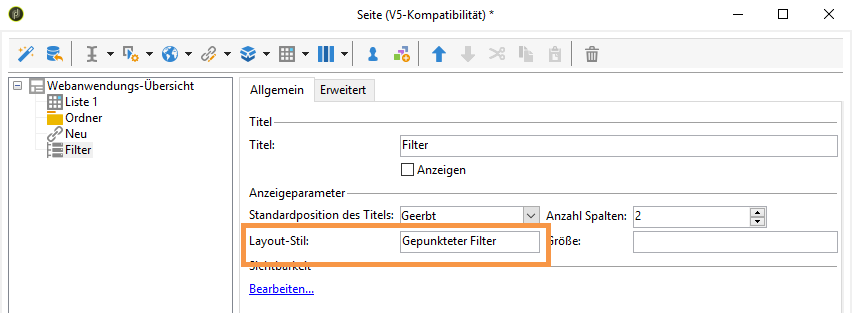 Seite (V5-Kompatibilität) *
Webanwendungs-Übersicht
Liste 1
Ordner
Neu
Filter
Allgemein
Erweitert
Titel
Titel:
Filter
Anzeigen
Anzeigeparameter
Standardposition des Titels:
Geerbt
Anzahl Spalten:
2
Layout-Stil:
Gepunkteter Filter
Größe:
Sichtbarkeit
Bearbeiten...